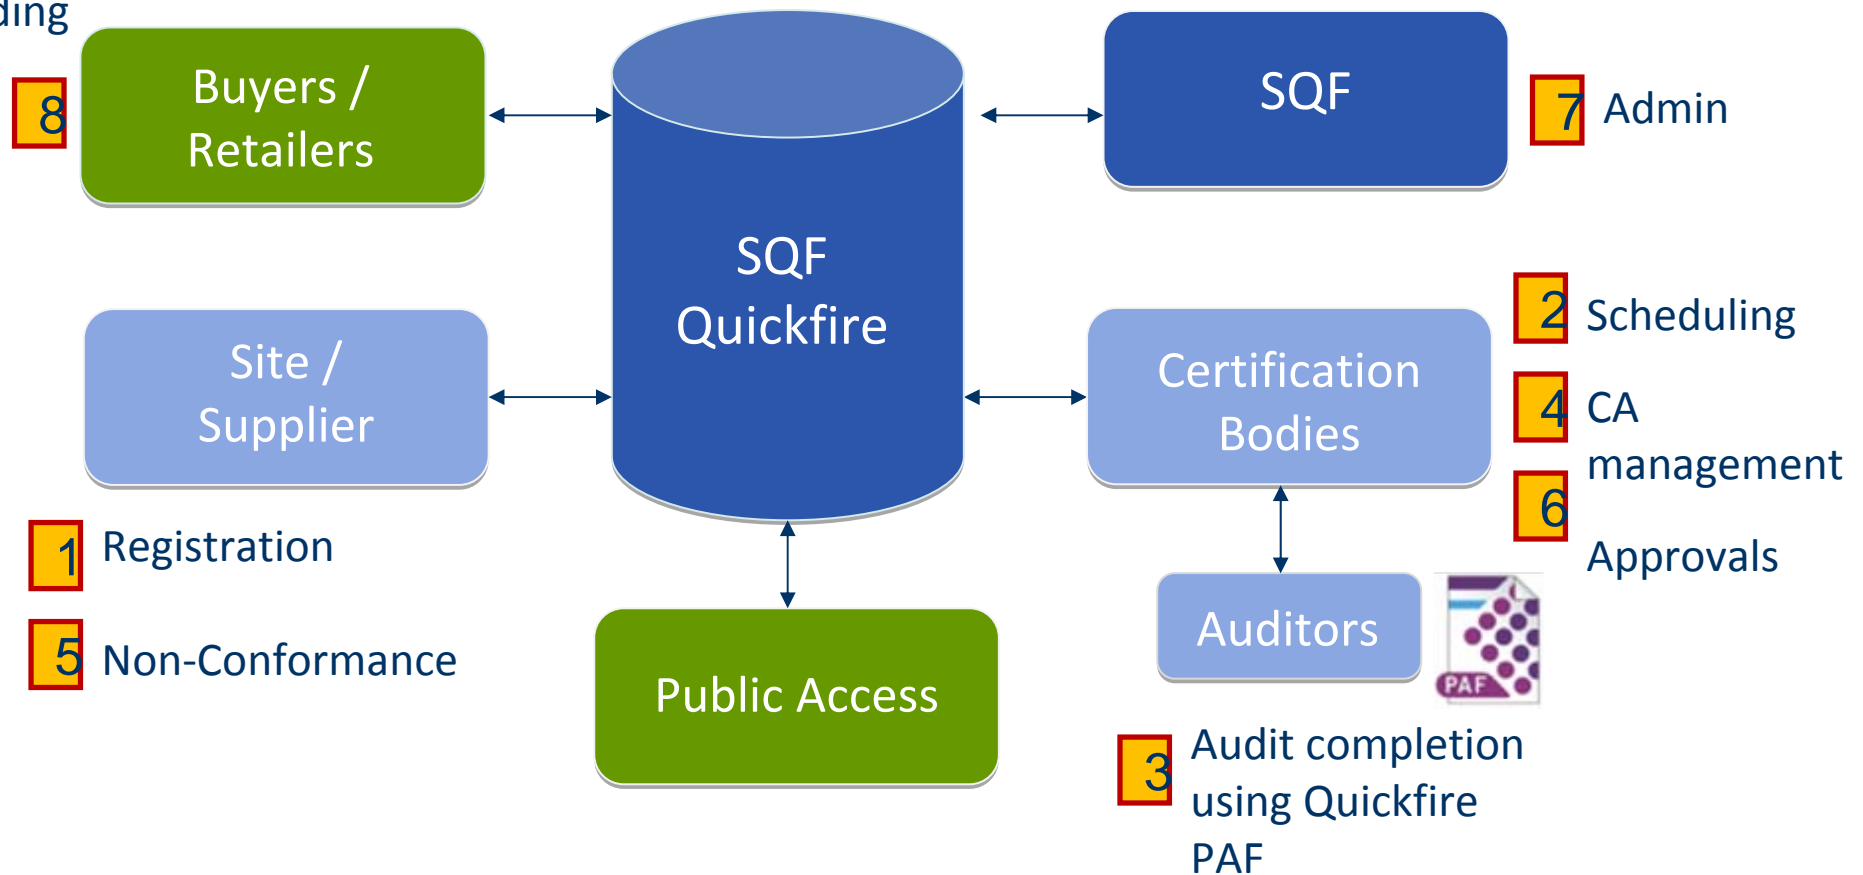 8
Buyers /
Retailers
SQF
7
Admin
SQF
Quickfire
Site /
Supplier
Certification
Bodies
2
Scheduling
4
CA
management
6
Approvals
1
Registration
5
Non-Conformance
Public Access
Auditors
PAF
3
Audit completion
using Quickfire
PAF